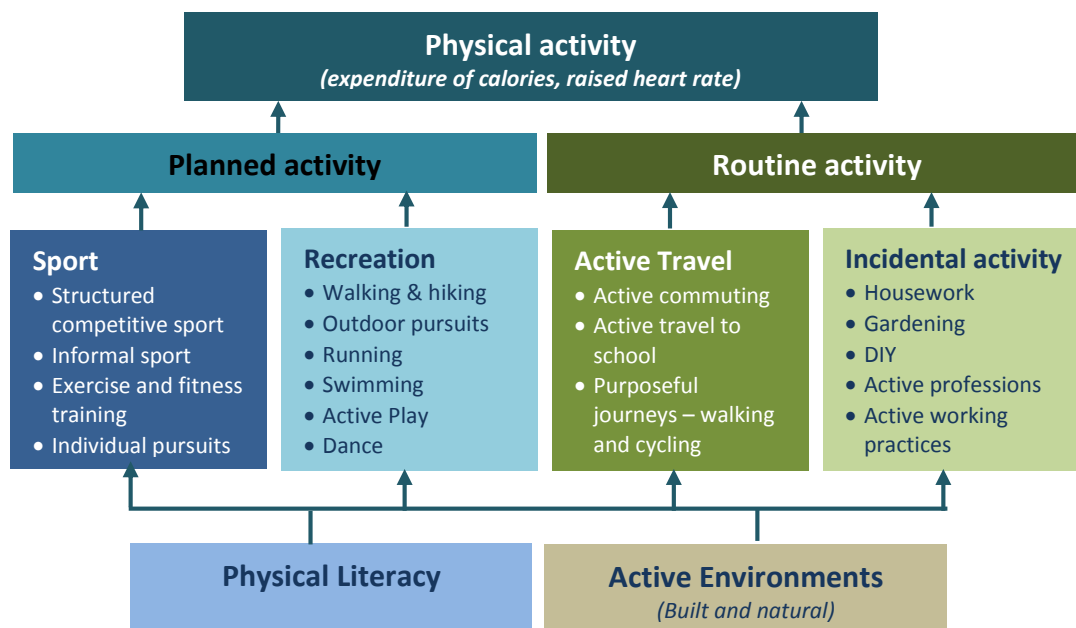 Physical activity
(expenditure of calories, raised heart rate)
Planned activity
Routine activity
Sport
• Structured
competitive sport
• Informal sport
• Exercise and fitness
training
• Individual pursuits
Recreation
• Walking & hiking
• Outdoor pursuits
• Running
• Swimming
• Active Play
• Dance
Active Travel
• Active commuting
• Active travel to
school
• Purposeful
journeys – walking
and cycling
Incidental activity
• Housework
• Gardening
• DIY
• Active professions
• Active working
practices
Physical Literacy
Active Environments
(Built and natural)